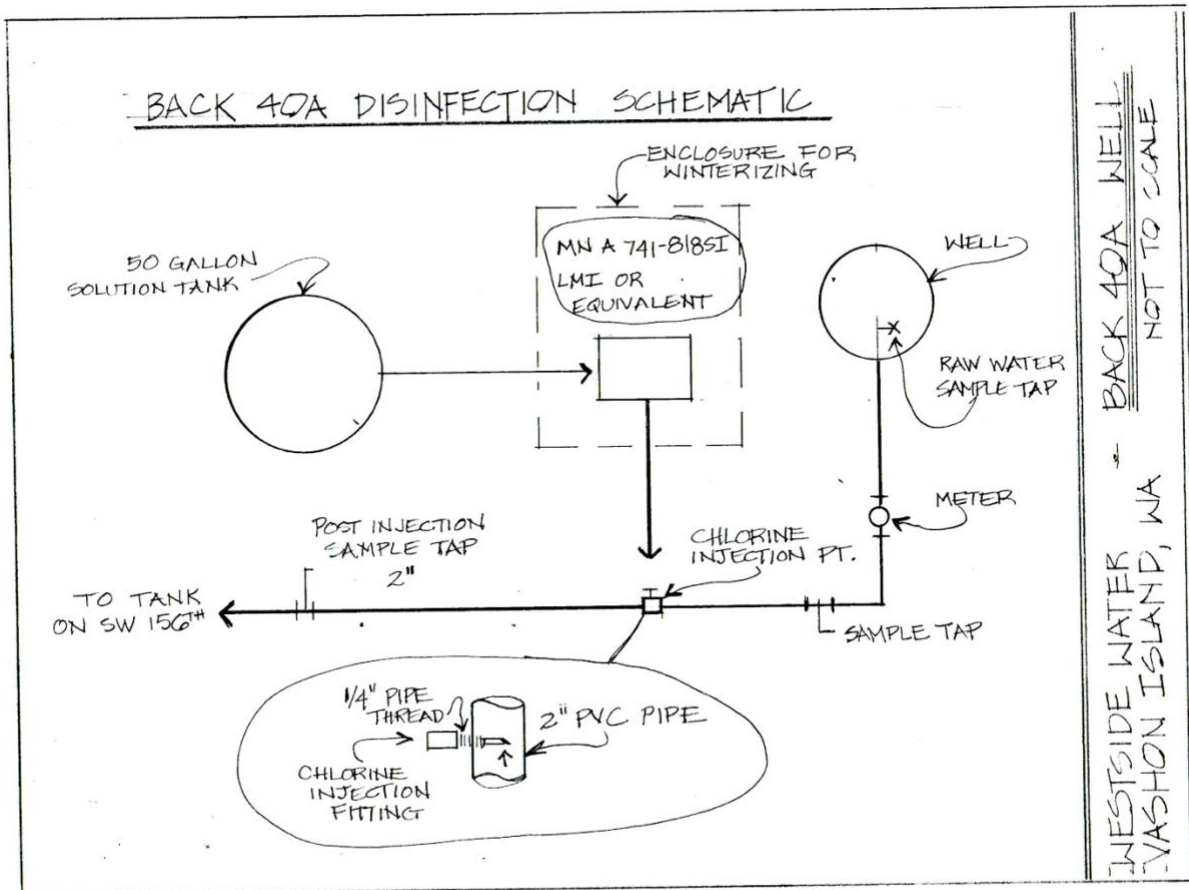 BACK 40A DISINFECTION SCHEMATIC
ENCLOSURE FOR
WINTERIZING
50 GALLON
SOLUTION TANK
MN A 741-818SI
LMI OR
EQUIVALENT
WELL
RAW WATER
SAMPLE TAP
METER
POST INJECTION
SAMPLE TAP
2"
CHLORINE
INJECTION PT.
TO TANK
ON SW 156TH
SAMPLE TAP
1/4" PIPE
THREAD
2" PVC PIPE
CHLORINE
INJECTION
FITTING
WESTSIDE WATER - BACK 40A WELL
VASHON ISLAND, WA NOT TO SCALE